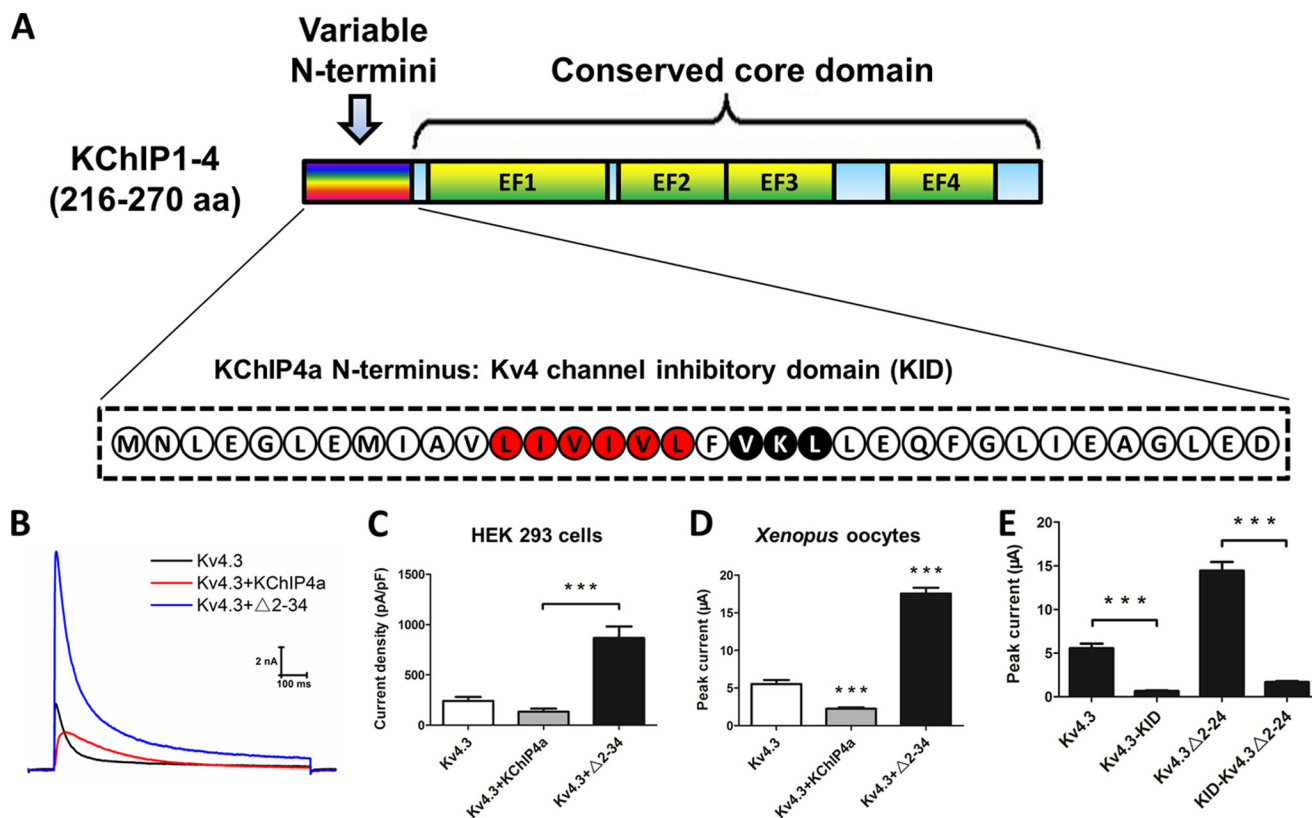 A
Variable
N-termini
Conserved core domain
KChIP1-4
(216-270 aa)
EF1 EF2 EF3 EF4
KChIP4a N-terminus: Kv4 channel inhibitory domain (KID)
M N L E G L E M I A V L I V I V L F V K L L E Q F G L I E A G L E D
B
Kv4.3
Kv4.3+KChIP4a
Kv4.3+△2-34
2 nA
100 ms
C
HEK 293 cells
Current density (pA/pF)
1500
1000
500
0
***
Kv4.3
Kv4.3+KChIP4a
Kv4.3+△2-34
D
Xenopus oocytes
Peak current (µA)
20
15
10
5
0
***
***
Kv4.3
Kv4.3+KChIP4a
Kv4.3+△2-34
E
Peak current (µA)
20
15
10
5
0
***
***
Kv4.3
Kv4.3-KID
Kv4.3△2-24
KID-Kv4.3△2-24